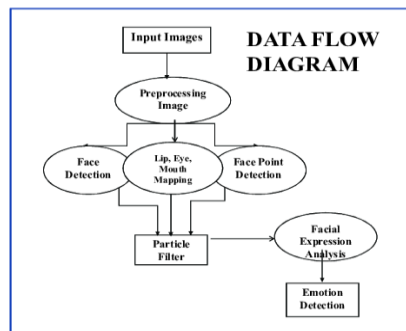 Input Images
DATA FLOW
DIAGRAM
Preprocessing
Image
Face
Detection
Lip, Eye,
Mouth
Mapping
Face Point
Detection
Particle
Filter
Facial
Expression
Analysis
Emotion
Detection